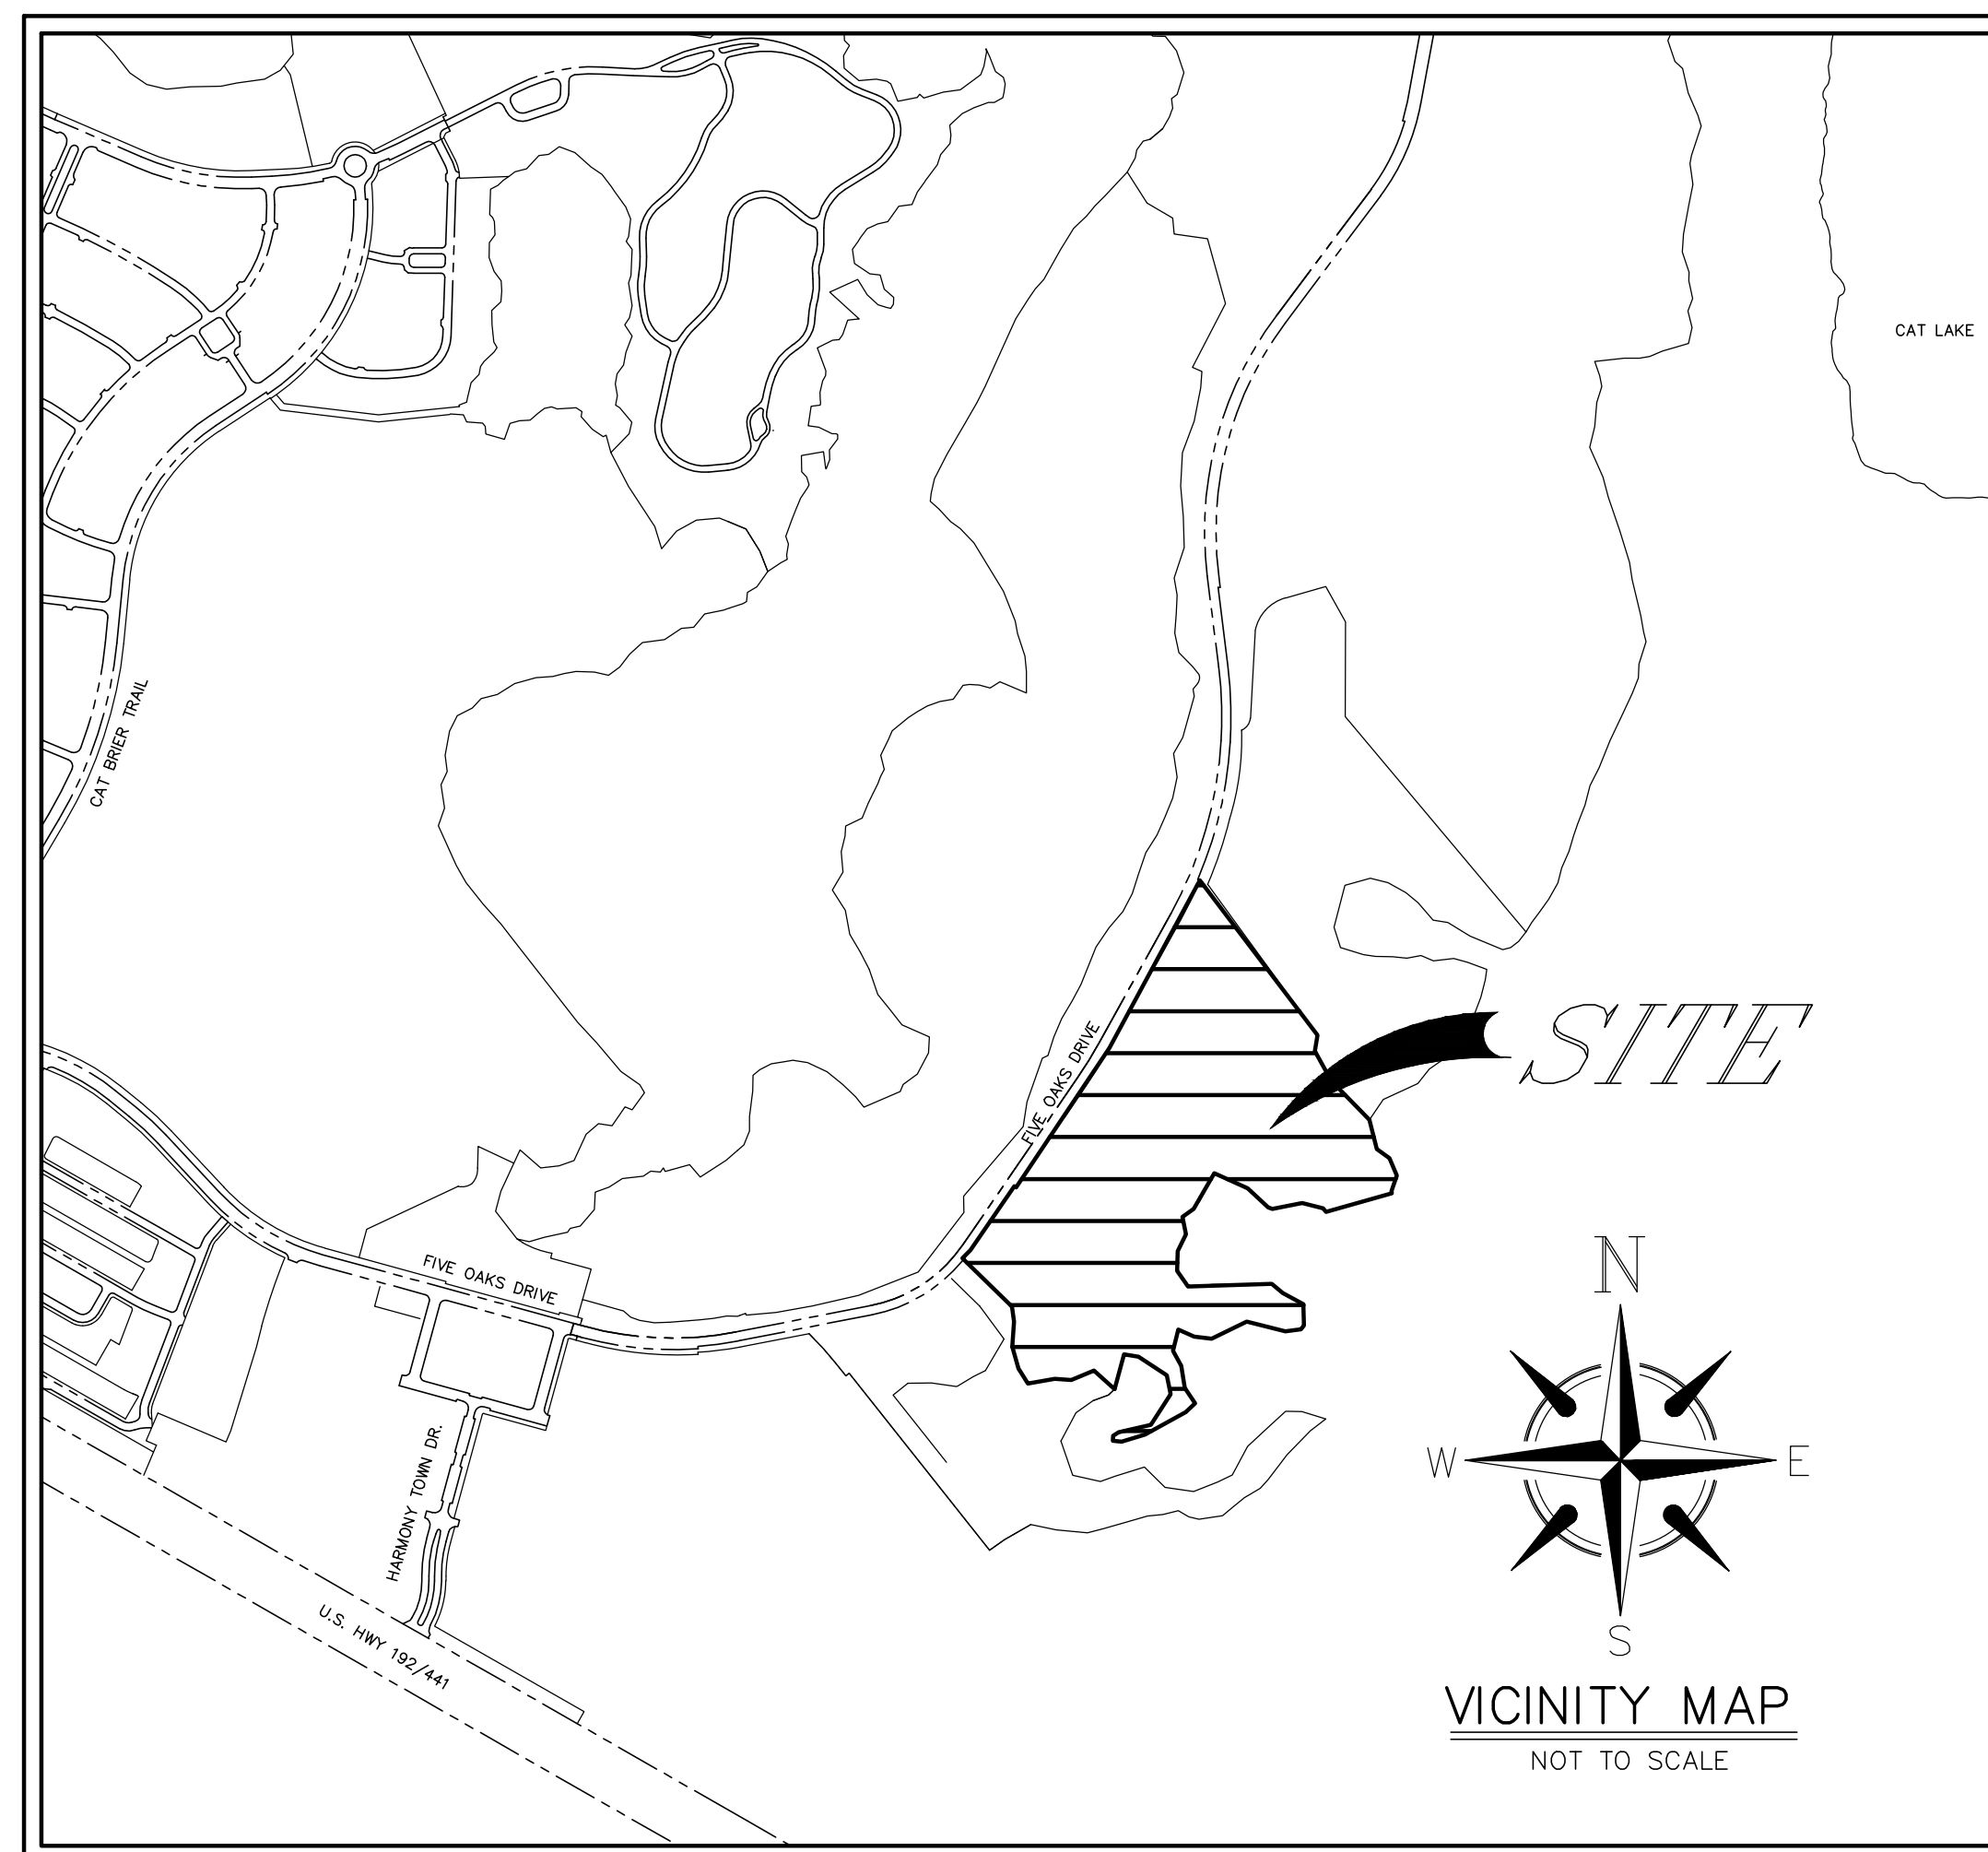 CAT LAKE
CAT BRIER TRAIL
FIVE OAKS DRIVE
SITE
FIVE OAKS DRIVE
N
W
E
S
HARMONY TOWN DR.
U.S. HWY 192/441
VICINITY MAP
NOT TO SCALE